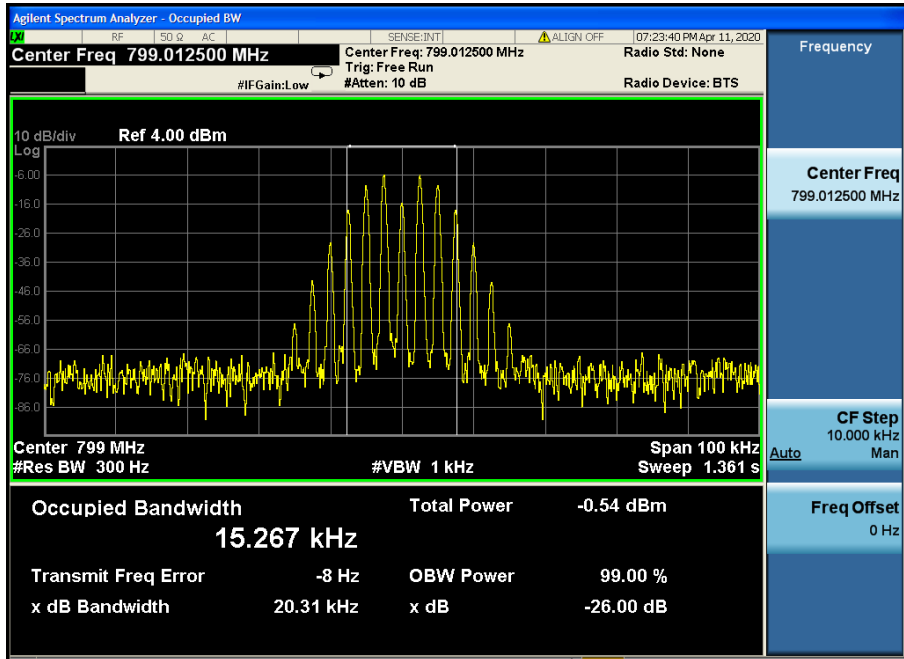 Agilent Spectrum Analyzer - Occupied BW
LXI RF 50 Ω AC SENSE:INT ALIGN OFF 07:23:40 PM Apr 11, 2020
Center Freq 799.012500 MHz
Center Freq: 799.012500 MHz
Radio Std: None
Trig: Free Run
#IFGain:Low
#Atten: 10 dB
Radio Device: BTS
10 dB/div Ref 4.00 dBm
Log
-6.00
-16.0
-26.0
-36.0
-46.0
-56.0
-66.0
-76.0
-86.0
Center 799 MHz
Span 100 kHz
#Res BW 300 Hz
#VBW 1 kHz
Sweep 1.361 s
Occupied Bandwidth
Total Power -0.54 dBm
15.267 kHz
Transmit Freq Error -8 Hz
OBW Power 99.00 %
x dB Bandwidth 20.31 kHz
x dB -26.00 dB
Frequency
Center Freq
799.012500 MHz
CF Step
10.000 kHz
Auto Man
Freq Offset
0 Hz